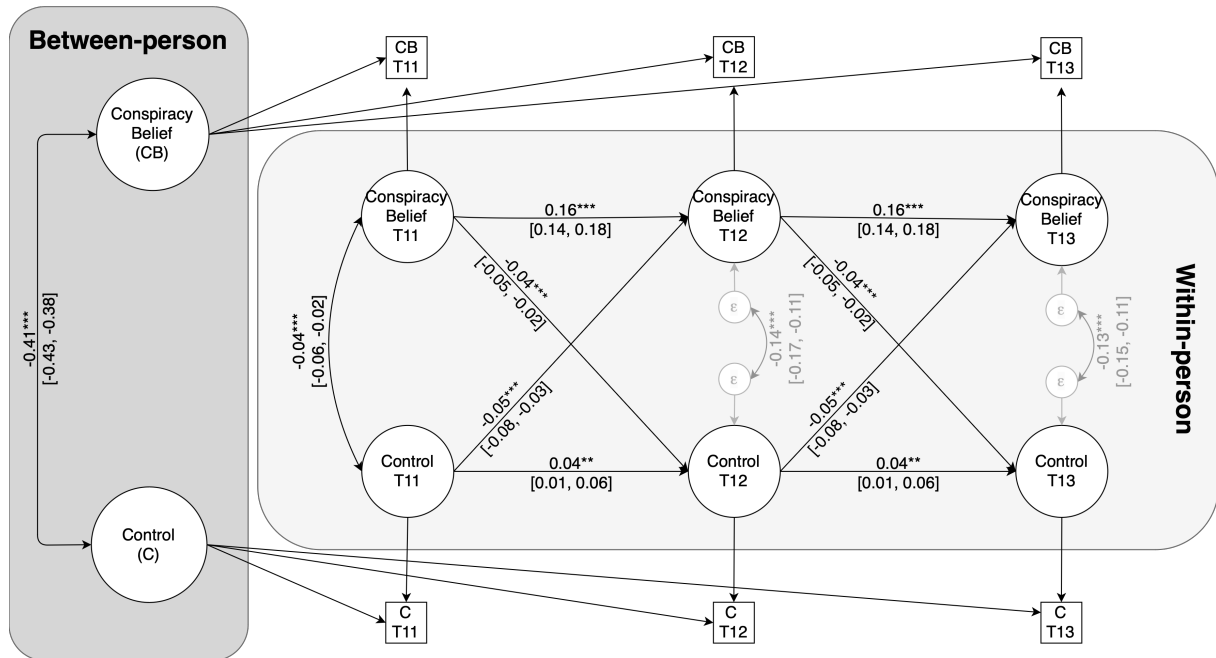 Between-person
CB
T11
CB
T12
CB
T13
Conspiracy
Belief
(CB)
Conspiracy
Belief
T11
0.16***
[0.14, 0.18]
Conspiracy
Belief
T12
0.16***
[0.14, 0.18]
Conspiracy
Belief
T13
-0.04***
[-0.05, -0.02]
-0.04***
[-0.05, -0.02]
-0.41***
[-0.43, -0.38]
-0.04***
[-0.06, -0.02]
ε
ε
-0.14***
[-0.17, -0.11]
ε
ε
-0.13***
[-0.15, -0.11]
Within-person
-0.05***
[-0.08, -0.03]
-0.05***
[-0.08, -0.03]
Control
T11
0.04**
[0.01, 0.06]
Control
T12
0.04**
[0.01, 0.06]
Control
T13
Control
(C)
C
T11
C
T12
C
T13